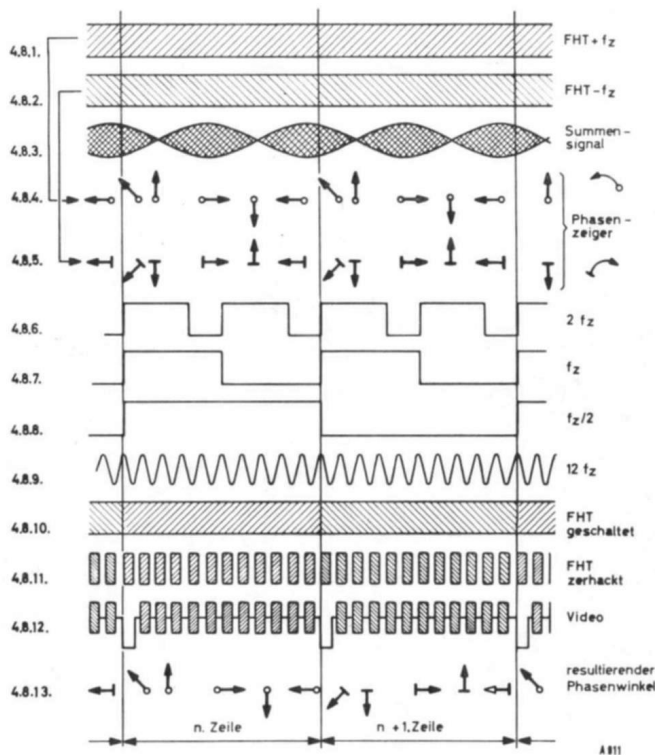 4.8.1.
FHT + fz
4.8.2.
FHT – fz
4.8.3.
Summen-
signal
4.8.4.
Phasen-
zeiger
4.8.5.
4.8.6.
2 fz
4.8.7.
fz
4.8.8.
fz/2
4.8.9.
12 fz
4.8.10.
FHT
geschaltet
4.8.11.
FHT
zerhackt
4.8.12.
Video
4.8.13.
resultierender
Phasenwinkel
n. Zeile
n +1. Zeile
A 811